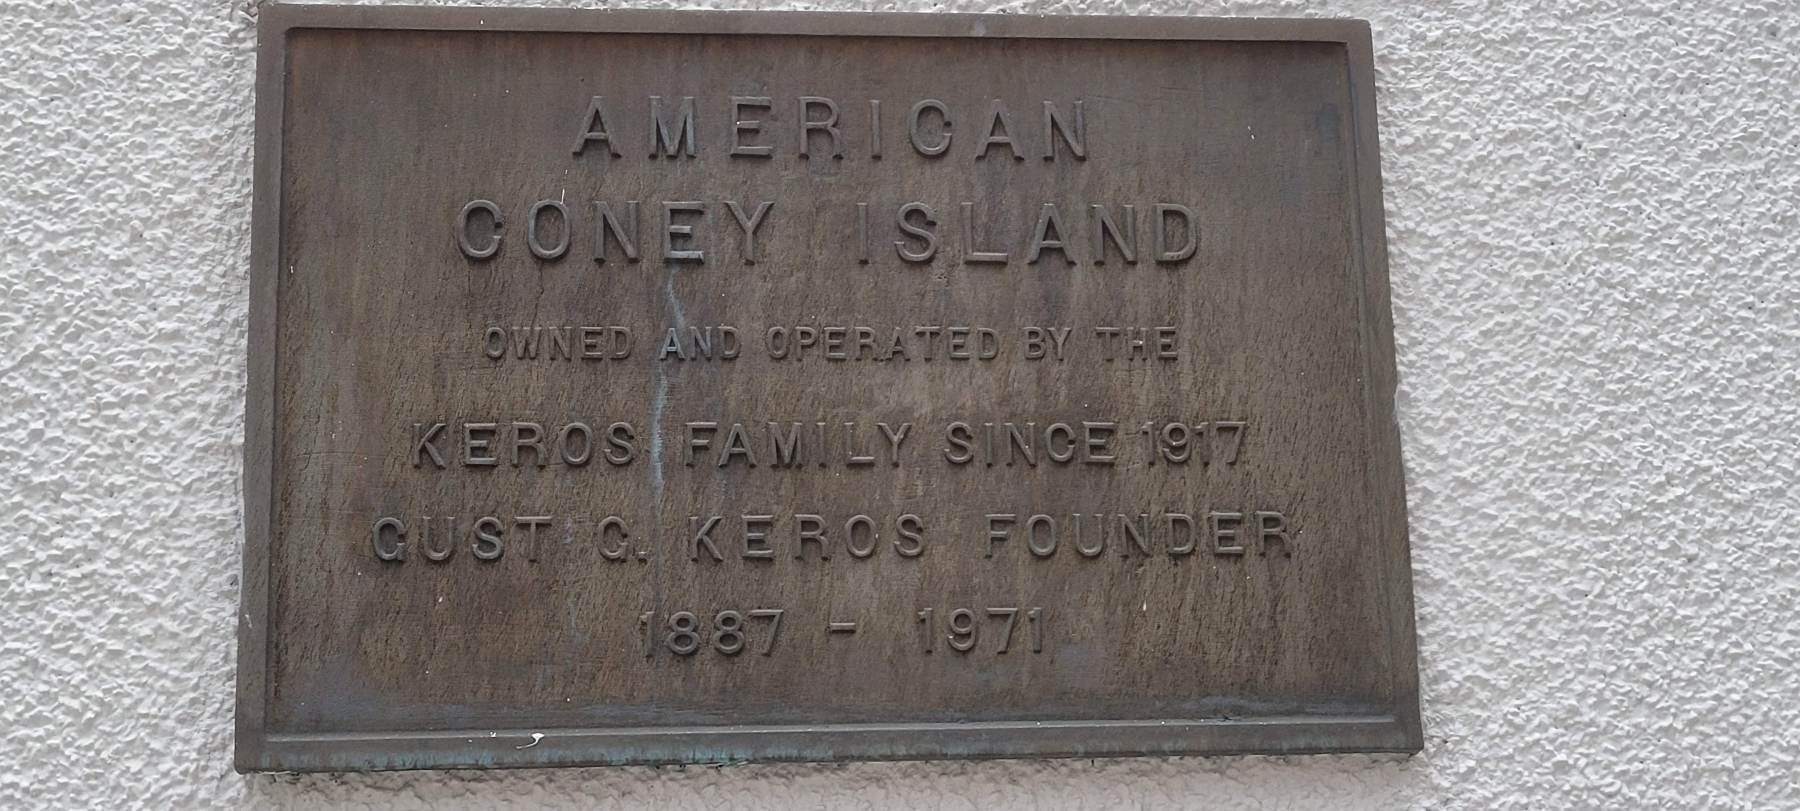 AMERICAN
CONEY ISLAND
OWNED AND OPERATED BY THE
KEROS FAMILY SINCE 1917
GUST G. KEROS FOUNDER
1887 - 1971